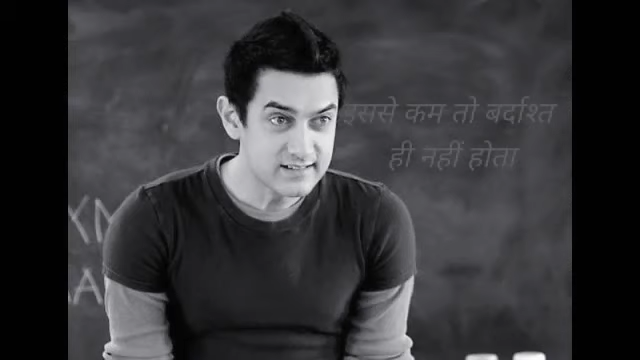 इससे कम तो बर्दाश्त
ही नहीं होता